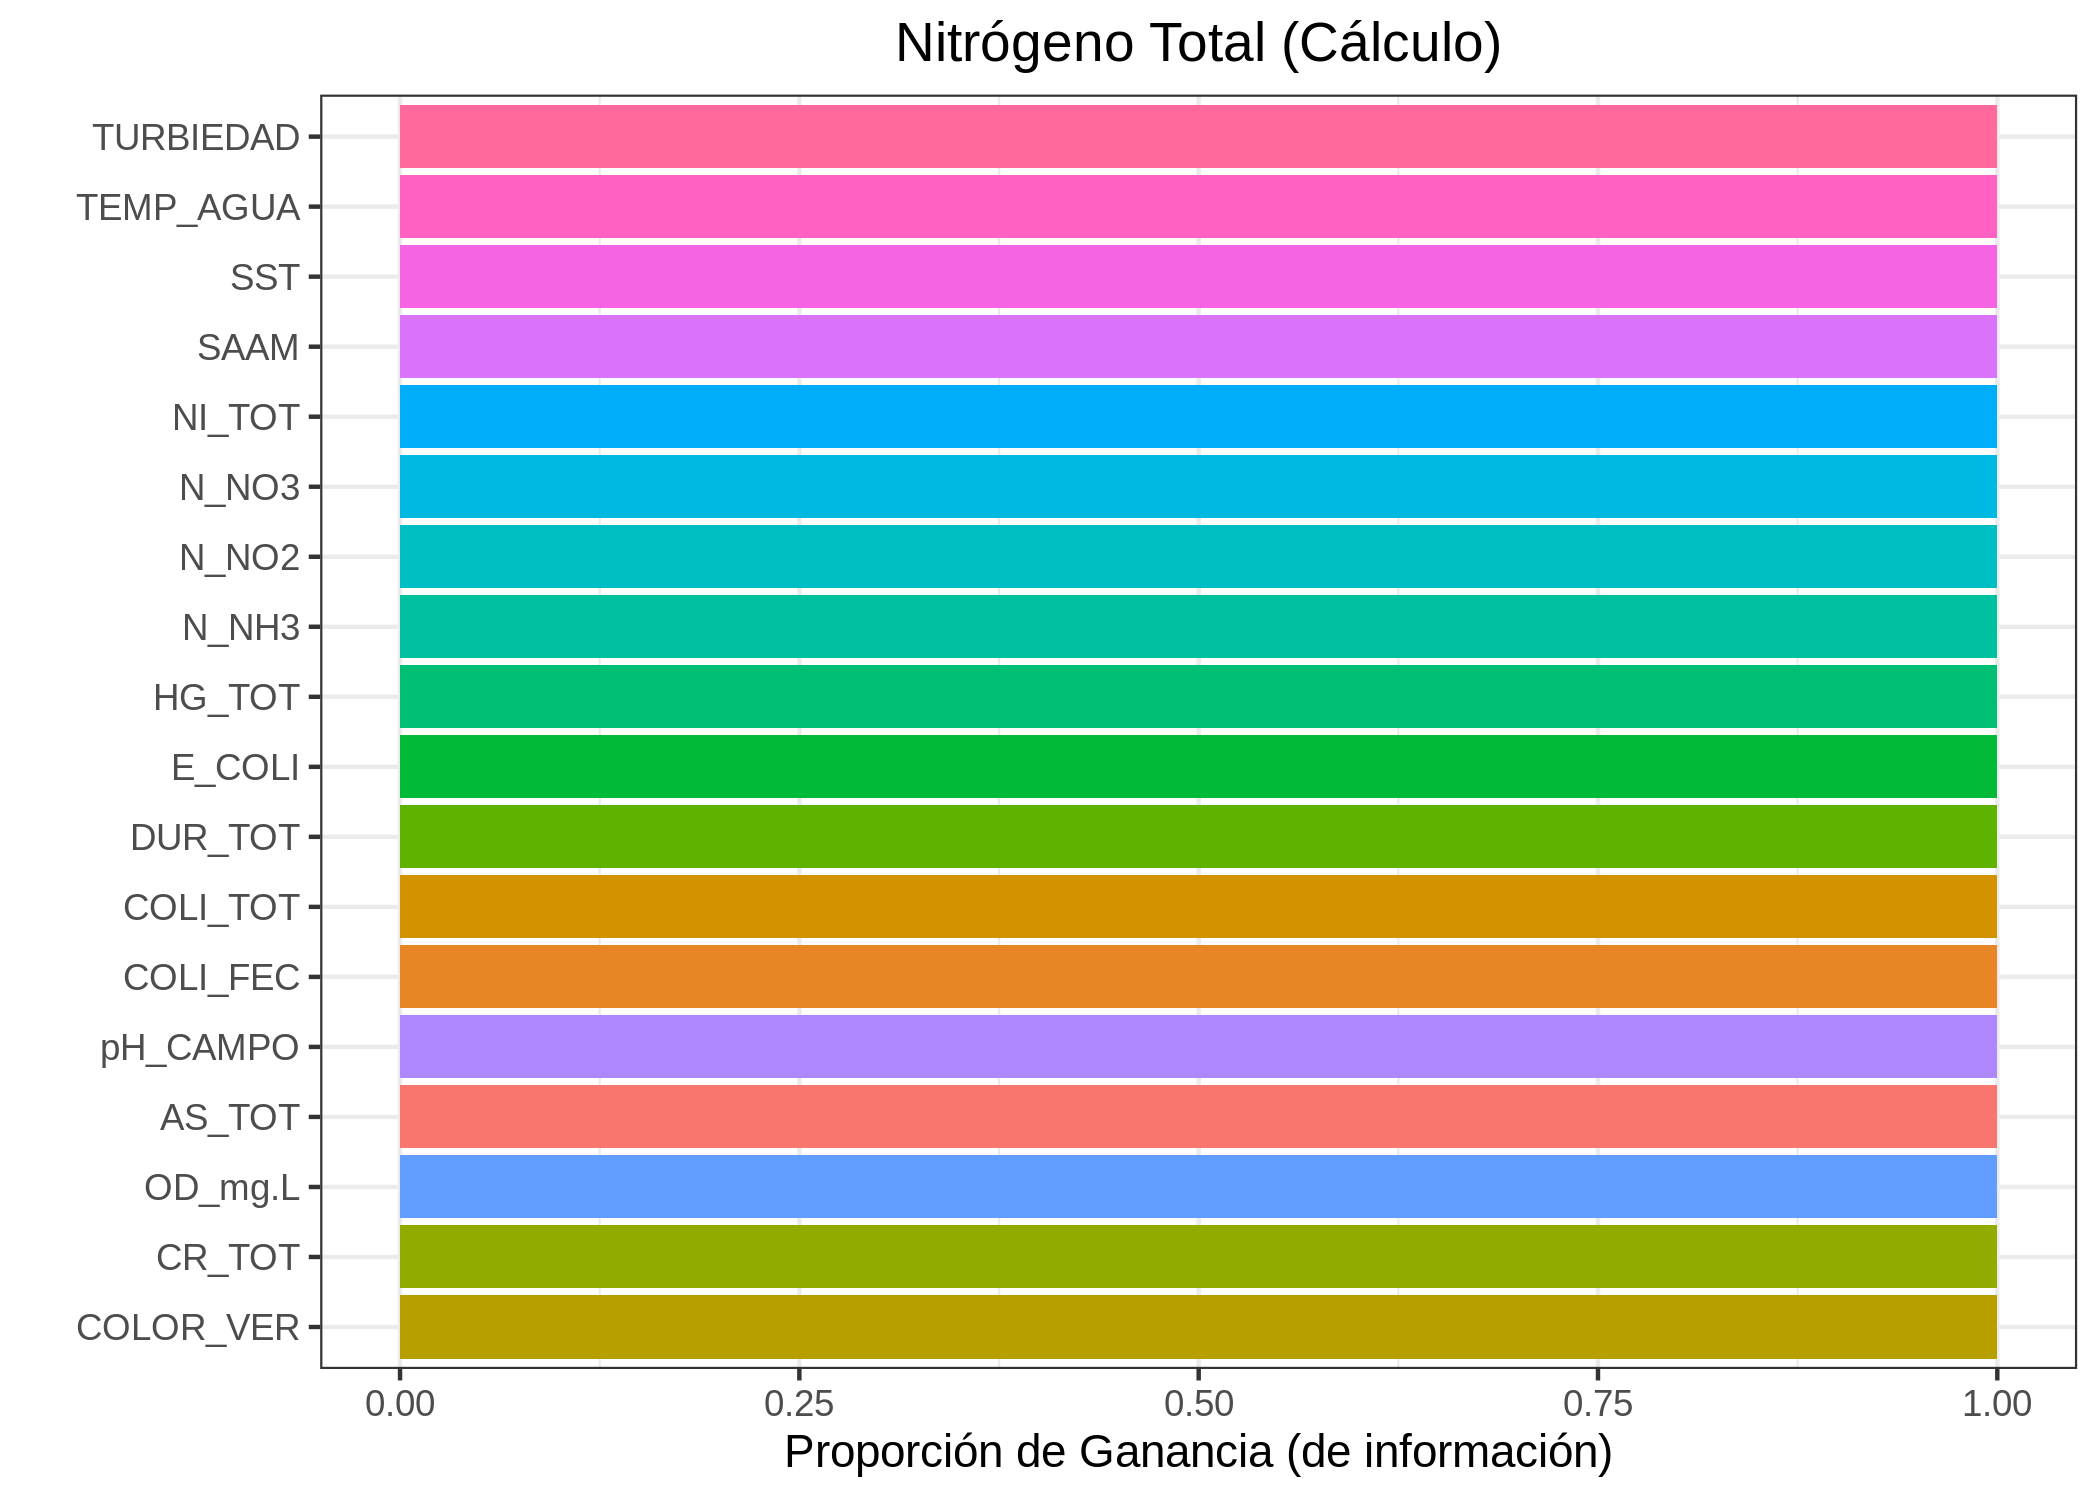 Nitrógeno Total (Cálculo)
TURBIEDAD
TEMP_AGUA
SST
SAAM
NI_TOT
N_NO3
N_NO2
N_NH3
HG_TOT
E_COLI
DUR_TOT
COLI_TOT
COLI_FEC
pH_CAMPO
AS_TOT
OD_mg.L
CR_TOT
COLOR_VER
0.00 0.25 0.50 0.75 1.00
Proporción de Ganancia (de información)